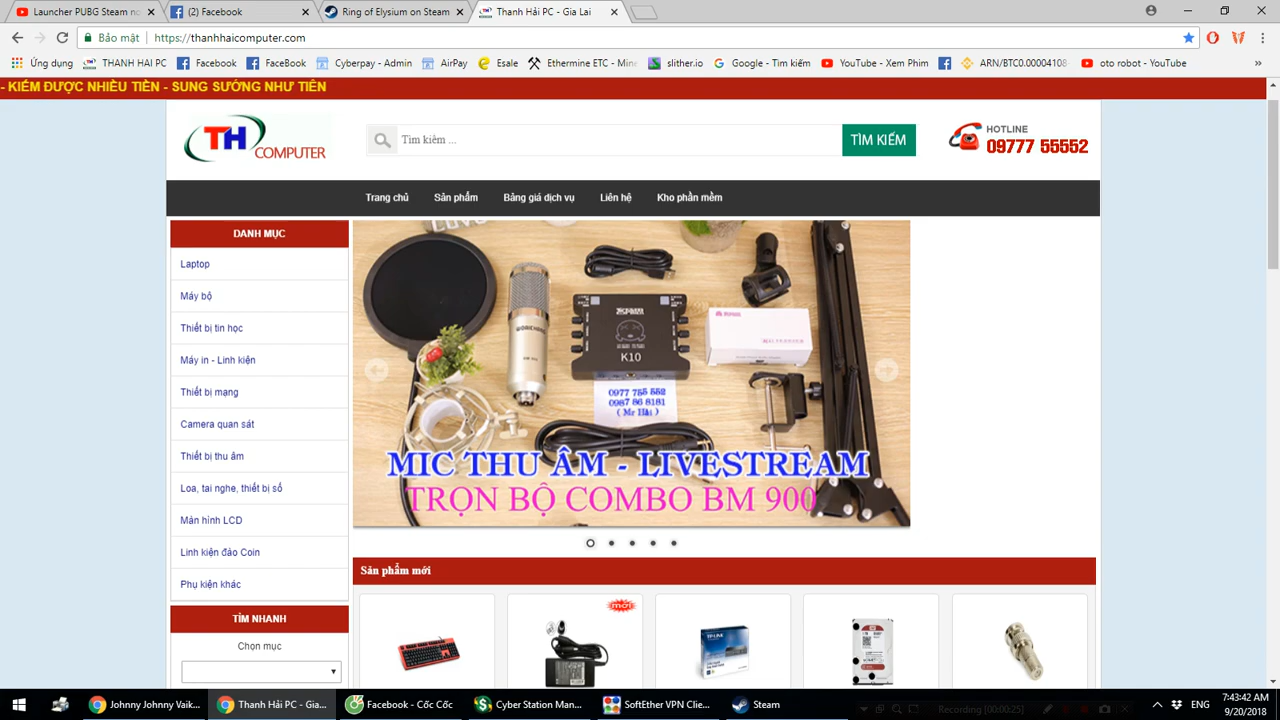 Launcher PUBG Steam nc
(2) Facebook
Ring of Elysium on Steam
Thanh Hải PC - Gia Lai
Bảo mật
https://thanhhaicomputer.com
Ứng dụng
THANH HAI PC
Facebook
FaceBook
Cyberpay - Admin
AirPay
Esale
Ethermine ETC - Mine
slither.io
Google - Tìm kiếm
YouTube - Xem Phim
ARN/BTC0.00004108
oto robot - YouTube
- KIẾM ĐƯỢC NHIỀU TIỀN - SUNG SƯỚNG NHƯ TIÊN
TH COMPUTER
Tìm kiếm ...
TÌM KIẾM
HOTLINE
09777 55552
Trang chủ
Sản phẩm
Bảng giá dịch vụ
Liên hệ
Kho phần mềm
DANH MỤC
Laptop
Máy bộ
Thiết bị tin học
Máy in - Linh kiện
Thiết bị mạng
Camera quan sát
Thiết bị thu âm
Loa, tai nghe, thiết bị số
Màn hình LCD
Linh kiện đào Coin
Phụ kiện khác
TÌM NHANH
Chọn mục
K10
0977 755 552
0987 86 8181
( Mr Hải )
MIC THU ÂM - LIVESTREAM
TRỌN BỘ COMBO BM 900
Sản phẩm mới
mới
TP-LINK
Johnny Johnny Vaik...
Thanh Hải PC - Gia...
Facebook - Cốc Cốc
Cyber Station Man...
SoftEther VPN Clie...
Steam
Recording [00:00:25]
ENG
7:43:42 AM
9/20/2018